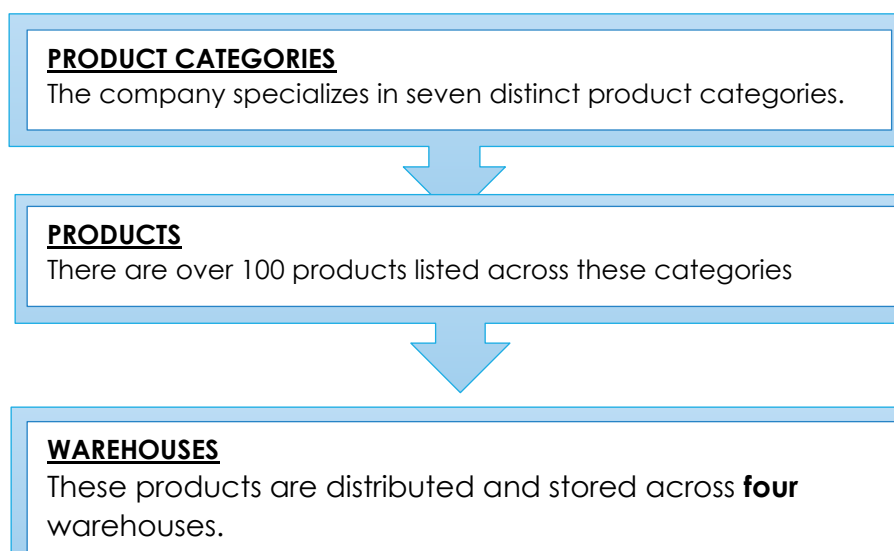 PRODUCT CATEGORIES
The company specializes in seven distinct product categories.
PRODUCTS
There are over 100 products listed across these categories
WAREHOUSES
These products are distributed and stored across four
warehouses.